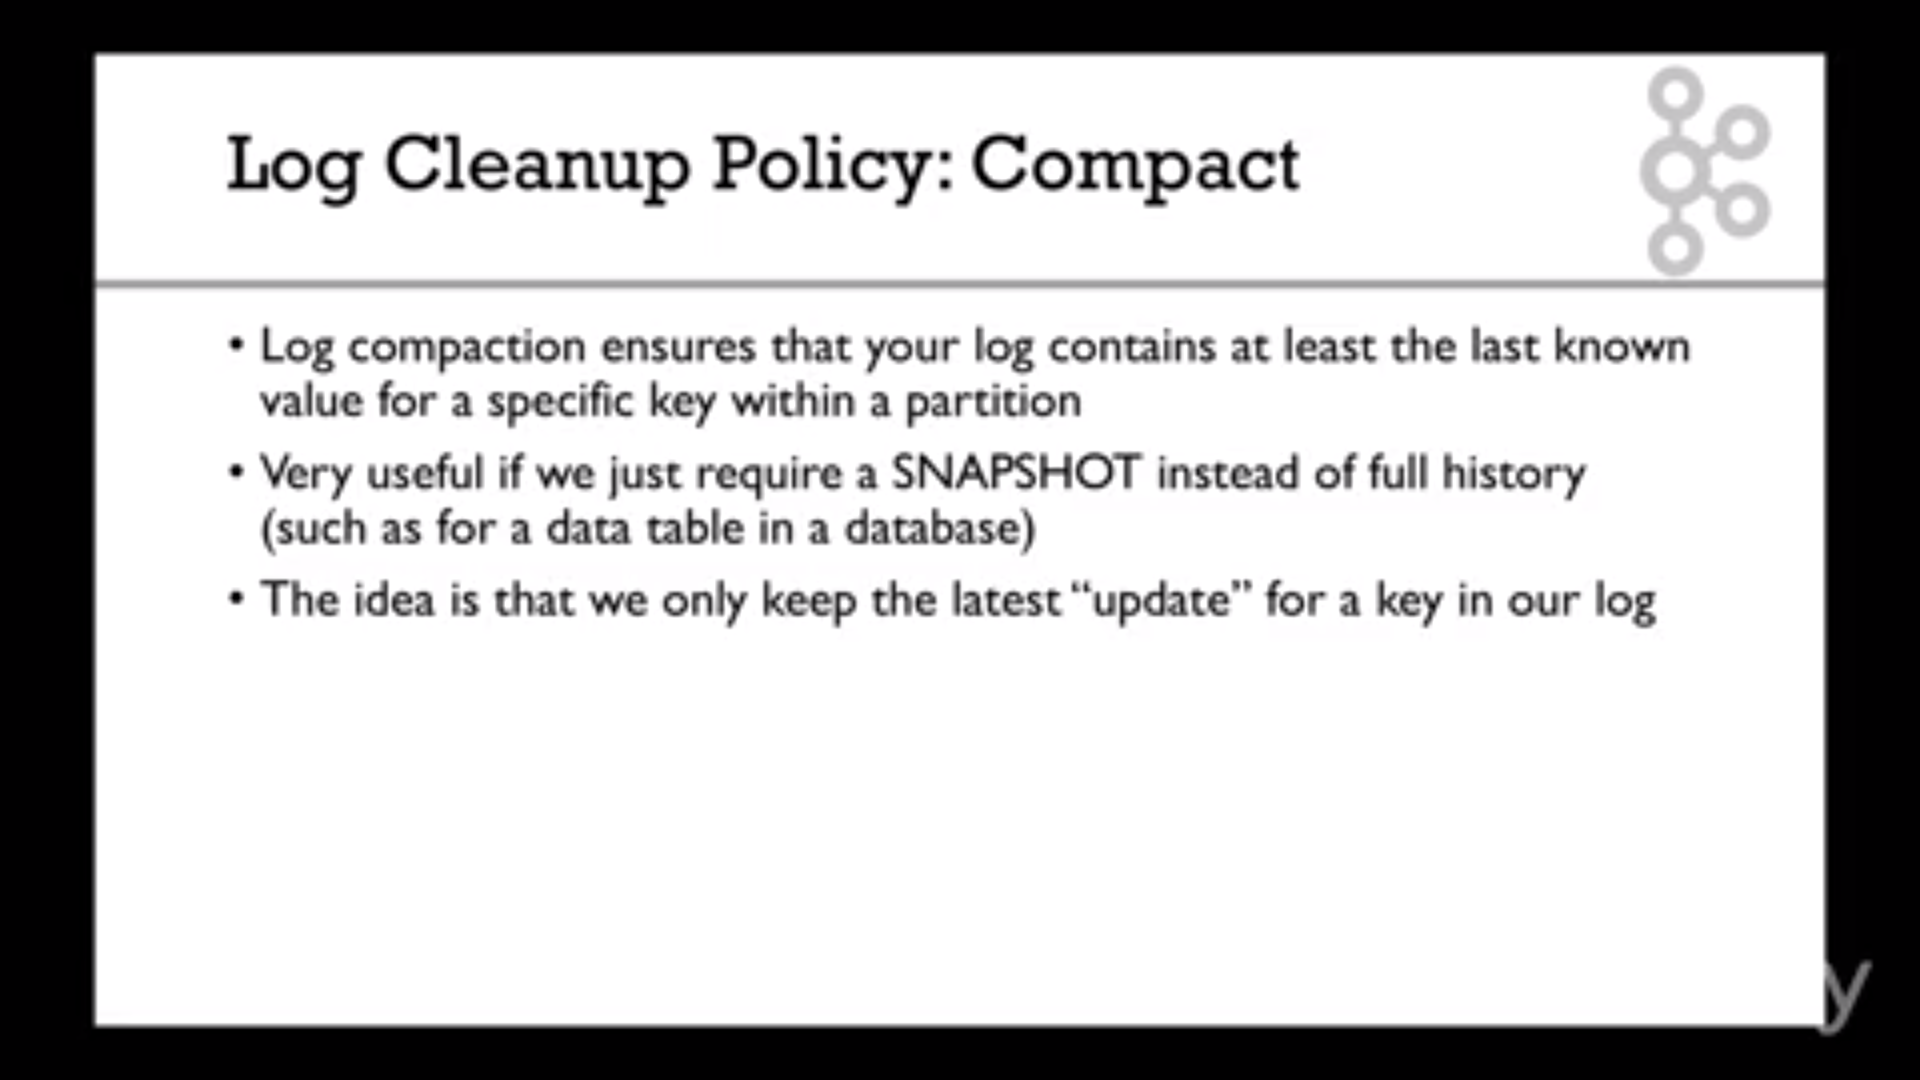 Log Cleanup Policy: Compact
• Log compaction ensures that your log contains at least the last known
value for a specific key within a partition
• Very useful if we just require a SNAPSHOT instead of full history
(such as for a data table in a database)
• The idea is that we only keep the latest “update” for a key in our log
y